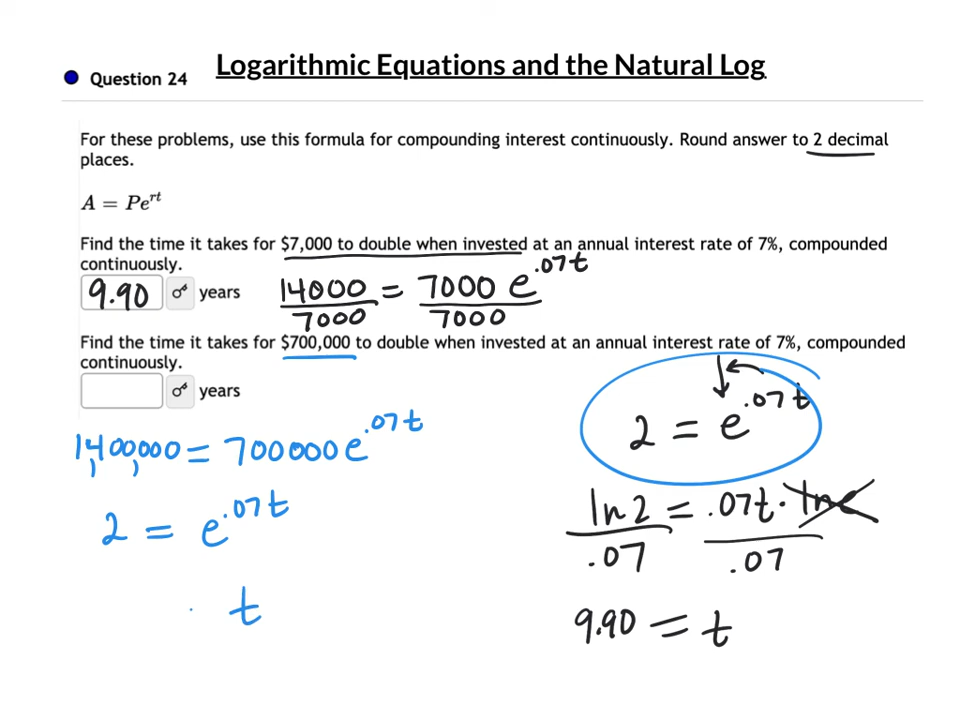 Logarithmic Equations and the Natural Log
Question 24
For these problems, use this formula for compounding interest continuously. Round answer to 2 decimal
places.
A = Pe^rt
Find the time it takes for $7,000 to double when invested at an annual interest rate of 7%, compounded
continuously.
9.90 years
14000 = 7000 e^.07t
7000 7000
Find the time it takes for $700,000 to double when invested at an annual interest rate of 7%, compounded
continuously.
years
2 = e^.07t
1,400,000 = 700000 e^.07t
ln 2 = .07t · ln e
.07 .07
2 = e^.07t
t
9.90 = t